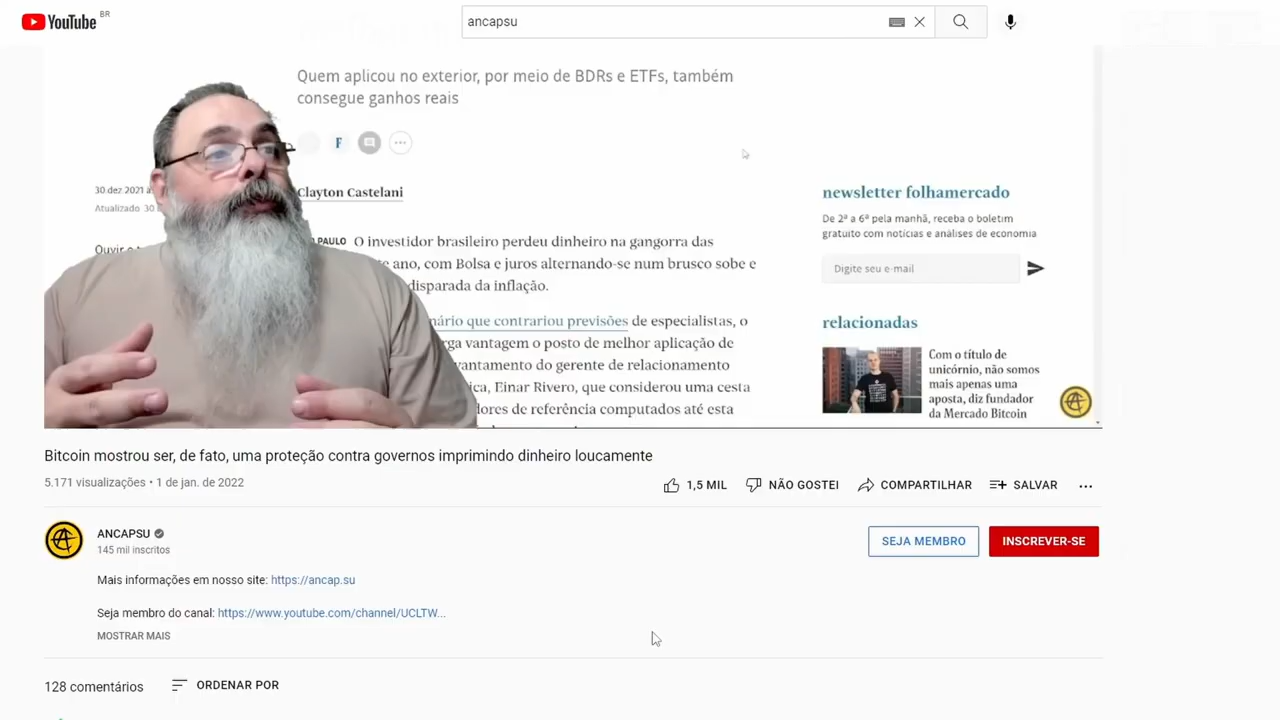 YouTube BR
ancapsu
Quem aplicou no exterior, por meio de BDRs e ETFs, também
consegue ganhos reais
F
30 dez 2021
Atualizado 30
Clayton Castelani
PAULO O investidor brasileiro perdeu dinheiro na gangorra das
ano, com Bolsa e juros alternando-se num brusco sobe e
disparada da inflação.
nário que contrariou previsões de especialistas, o
rga vantagem o posto de melhor aplicação de
vantamento do gerente de relacionamento
ica, Einar Rivero, que considerou uma cesta
dores de referência computados até esta
newsletter folhamercado
De 2ª a 6ª pela manhã, receba o boletim
gratuito com notícias e análises de economia
Digite seu e-mail
relacionadas
Com o título de
unicórnio, não somos
mais apenas uma
aposta, diz fundador
da Mercado Bitcoin
Bitcoin mostrou ser, de fato, uma proteção contra governos imprimindo dinheiro loucamente
5.171 visualizações • 1 de jan. de 2022
1,5 MIL
NÃO GOSTEI
COMPARTILHAR
SALVAR
ANCAPSU
145 mil inscritos
SEJA MEMBRO
INSCREVER-SE
Mais informações em nosso site: https://ancap.su
Seja membro do canal: https://www.youtube.com/channel/UCLTW...
MOSTRAR MAIS
128 comentários
ORDENAR POR